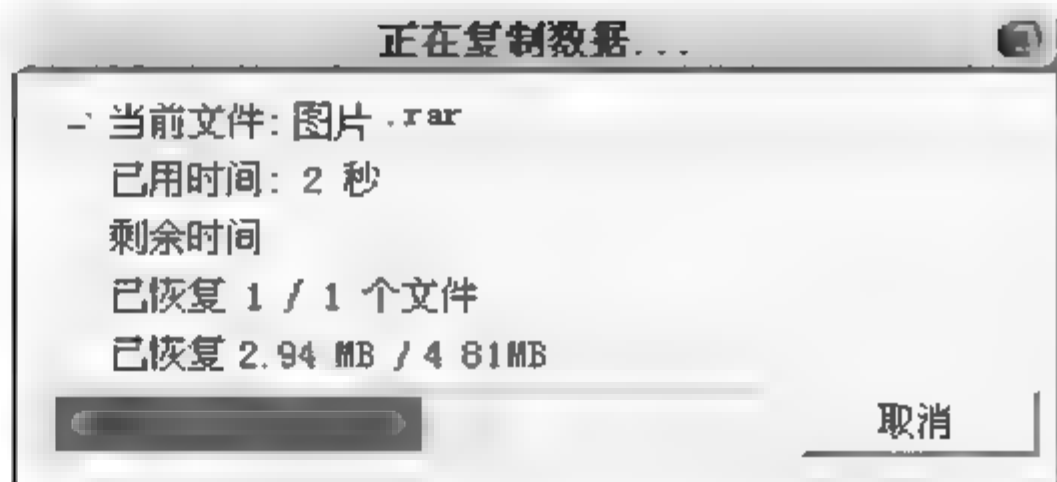 正在复制数据...
当前文件: 图片.rar
已用时间: 2 秒
剩余时间
已恢复 1 / 1 个文件
已恢复 2.94 MB / 4 81MB
取消